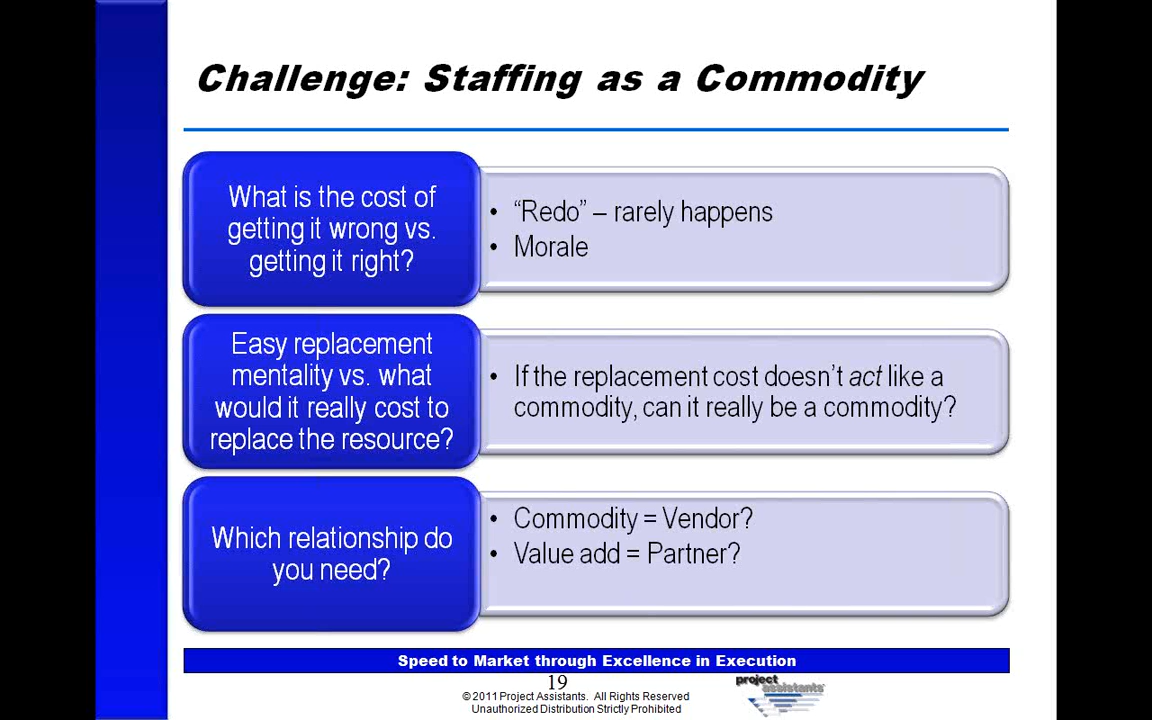 Challenge: Staffing as a Commodity
What is the cost of
getting it wrong vs.
getting it right?
• “Redo” – rarely happens
• Morale
Easy replacement
mentality vs. what
would it really cost to
replace the resource?
• If the replacement cost doesn’t act like a
commodity, can it really be a commodity?
Which relationship do
you need?
• Commodity = Vendor?
• Value add = Partner?
Speed to Market through Excellence in Execution
19
© 2011 Project Assistants. All Rights Reserved
Unauthorized Distribution Strictly Prohibited
project
assistants